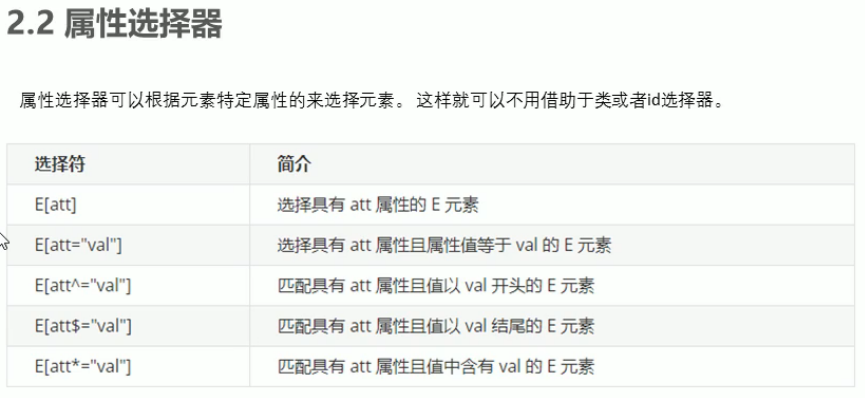 2.2 属性选择器
属性选择器可以根据元素特定属性的来选择元素。 这样就可以不用借助于类或者id选择器。
选择符 简介
E[att] 选择具有 att 属性的 E 元素
E[att="val"] 选择具有 att 属性且属性值等于 val 的 E 元素
E[att^="val"] 匹配具有 att 属性且值以 val 开头的 E 元素
E[att$="val"] 匹配具有 att 属性且值以 val 结尾的 E 元素
E[att*="val"] 匹配具有 att 属性且值中含有 val 的 E 元素